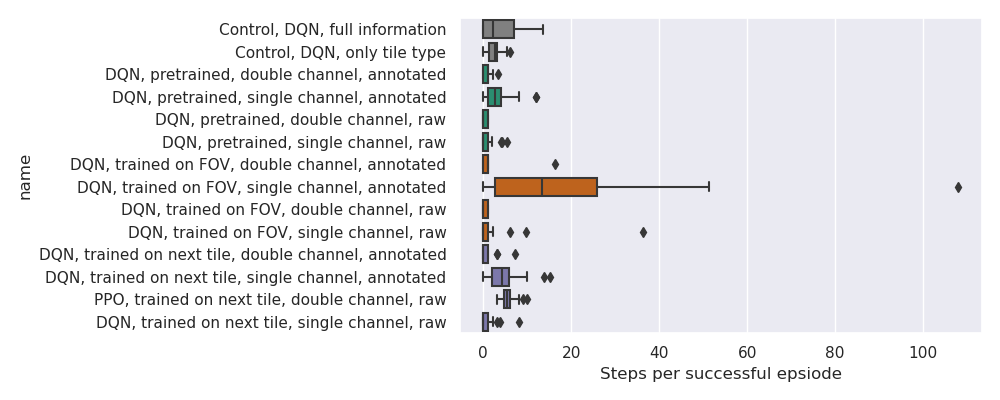 Control, DQN, full information
Control, DQN, only tile type
DQN, pretrained, double channel, annotated
DQN, pretrained, single channel, annotated
DQN, pretrained, double channel, raw
DQN, pretrained, single channel, raw
DQN, trained on FOV, double channel, annotated
DQN, trained on FOV, single channel, annotated
DQN, trained on FOV, double channel, raw
DQN, trained on FOV, single channel, raw
DQN, trained on next tile, double channel, annotated
DQN, trained on next tile, single channel, annotated
PPO, trained on next tile, double channel, raw
DQN, trained on next tile, single channel, raw
name
0 20 40 60 80 100
Steps per successful epsiode